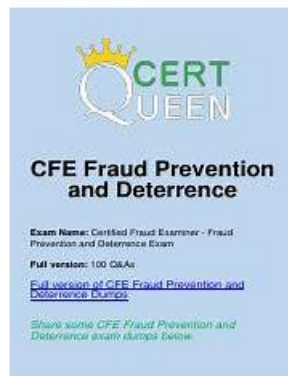 CERT
QUEEN
CFE Fraud Prevention
and Deterrence
Exam Name: Certified Fraud Examiner - Fraud
Prevention and Deterrence Exam
Full version: 100 Q&As
Full version of CFE Fraud Prevention and
Deterrence Dumps
Share some CFE Fraud Prevention and
Deterrence exam dumps below.